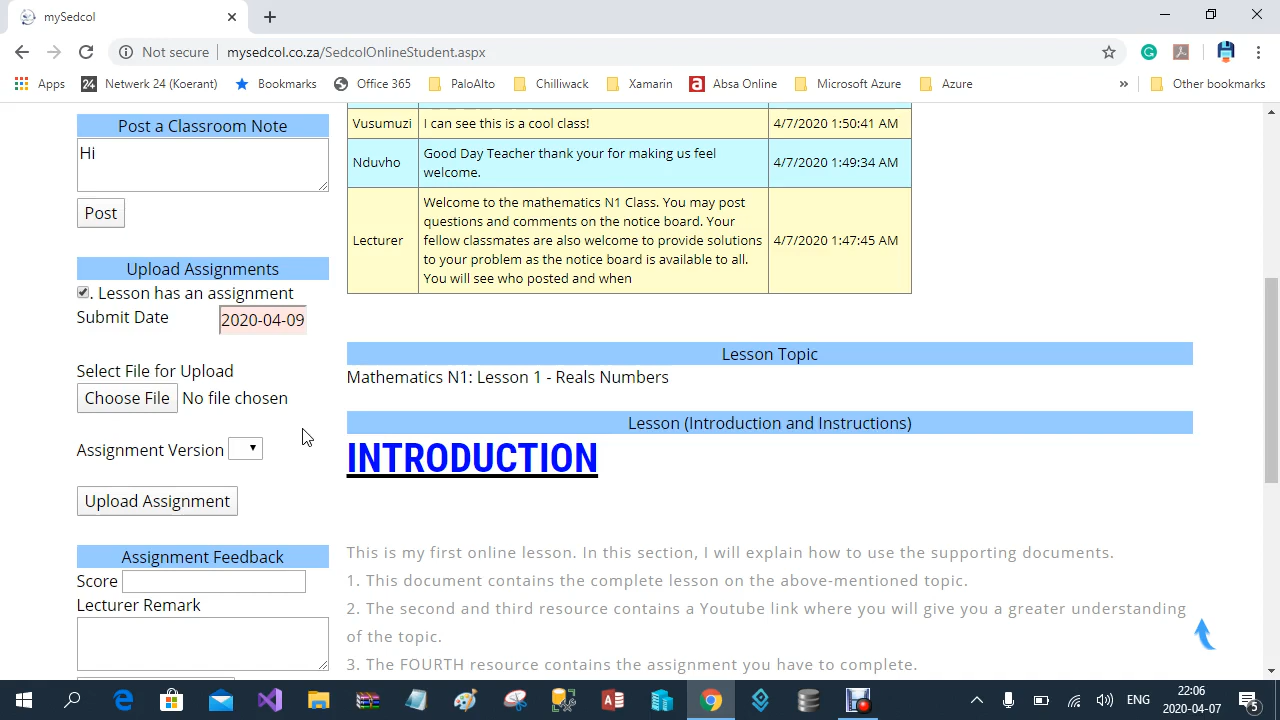 mySedcol
Not secure
mysedcol.co.za/SedcolOnlineStudent.aspx
Apps
24
Netwerk 24 (Koerant)
Bookmarks
Office 365
PaloAlto
Chilliwack
Xamarin
a
Absa Online
Microsoft Azure
Azure
»
Other bookmarks
Post a Classroom Note
Hi
Post
Upload Assignments
. Lesson has an assignment
Submit Date
2020-04-09
Select File for Upload
Choose File No file chosen
Assignment Version
Upload Assignment
Assignment Feedback
Score
Lecturer Remark
Vusumuzi
I can see this is a cool class!
4/7/2020 1:50:41 AM
Nduvho
Good Day Teacher thank your for making us feel
welcome.
4/7/2020 1:49:34 AM
Lecturer
Welcome to the mathematics N1 Class. You may post
questions and comments on the notice board. Your
fellow classmates are also welcome to provide solutions
to your problem as the notice board is available to all.
You will see who posted and when
4/7/2020 1:47:45 AM
Lesson Topic
Mathematics N1: Lesson 1 - Reals Numbers
Lesson (Introduction and Instructions)
INTRODUCTION
This is my first online lesson. In this section, I will explain how to use the supporting documents.
1. This document contains the complete lesson on the above-mentioned topic.
2. The second and third resource contains a Youtube link where you will give you a greater understanding
of the topic.
3. The FOURTH resource contains the assignment you have to complete.
ENG
22:06
2020-04-07
5